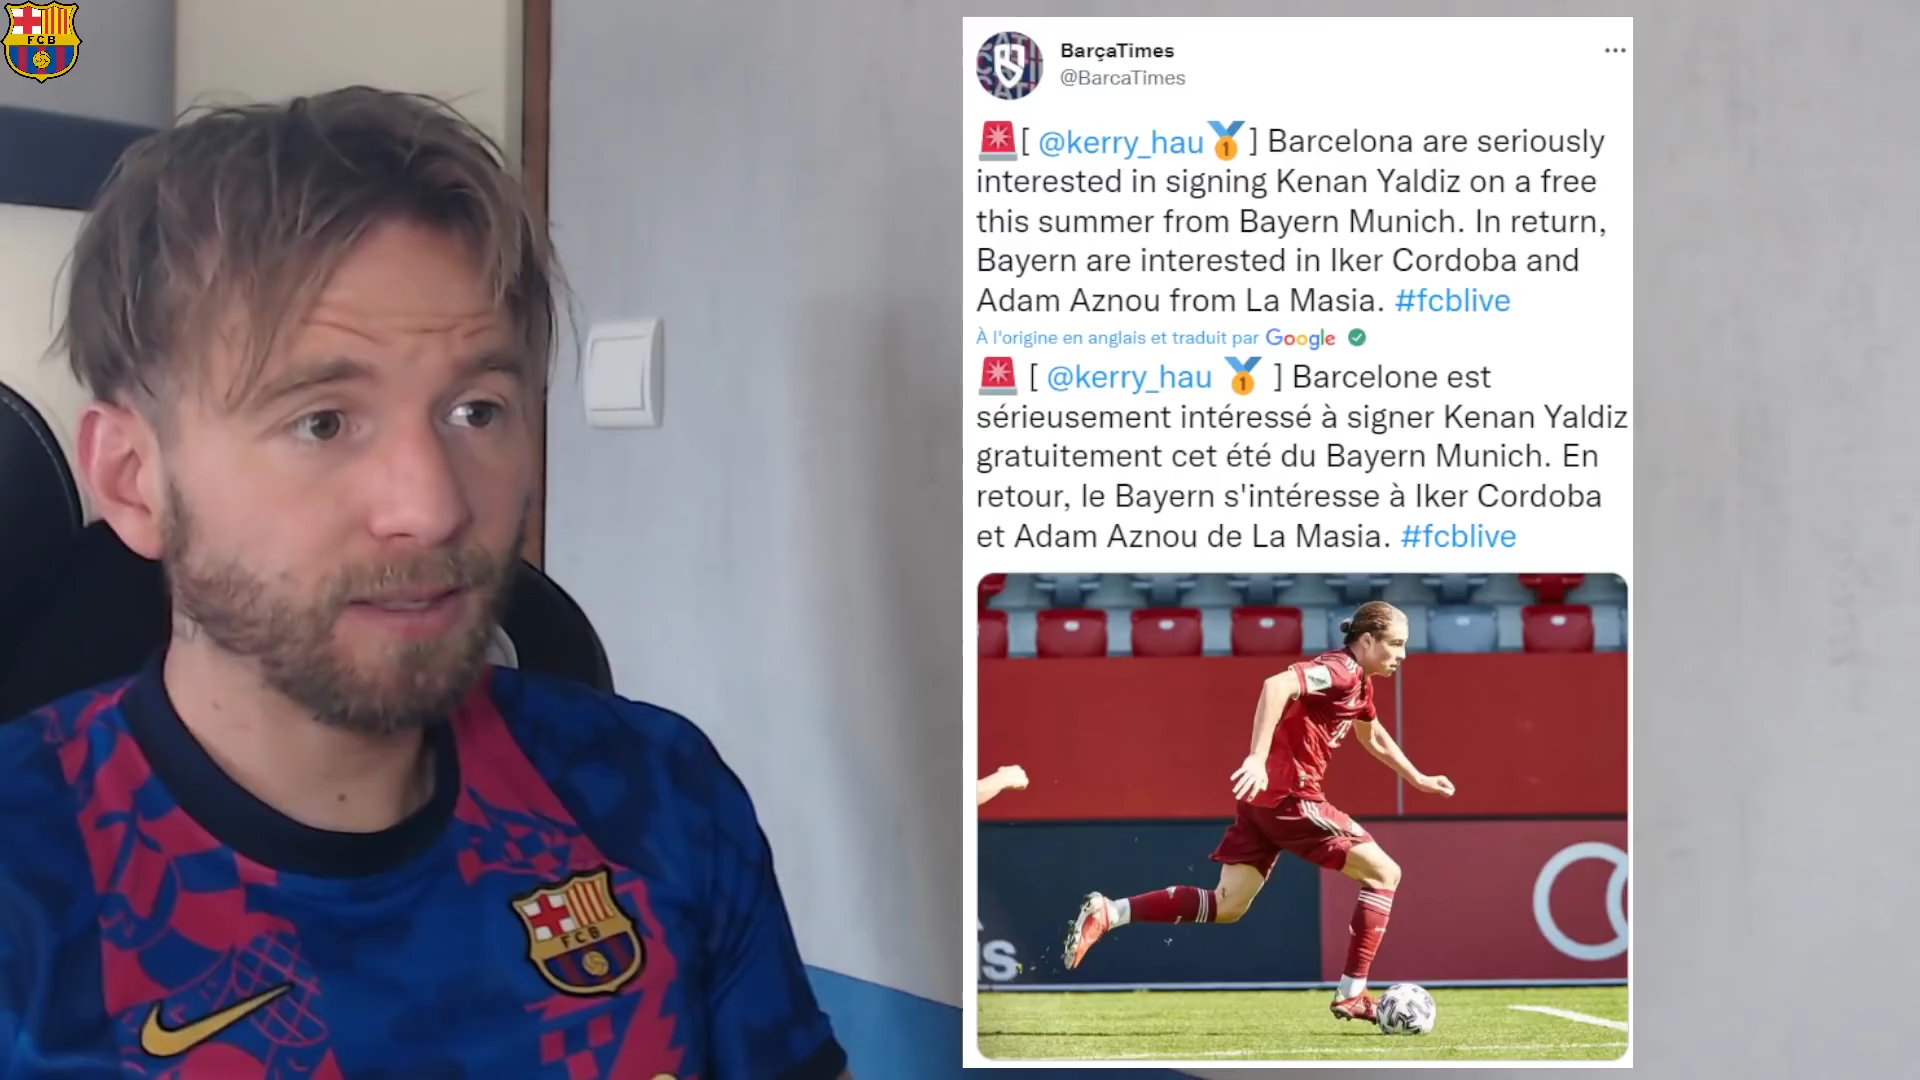 FCB
BarçaTimes
@BarcaTimes
🚨[ @kerry_hau🥇] Barcelona are seriously
interested in signing Kenan Yaldiz on a free
this summer from Bayern Munich. In return,
Bayern are interested in Iker Cordoba and
Adam Aznou from La Masia. #fcblive
À l'origine en anglais et traduit par Google
🚨 [ @kerry_hau 🥇 ] Barcelone est
sérieusement intéressé à signer Kenan Yaldiz
gratuitement cet été du Bayern Munich. En
retour, le Bayern s'intéresse à Iker Cordoba
et Adam Aznou de La Masia. #fcblive
FCB